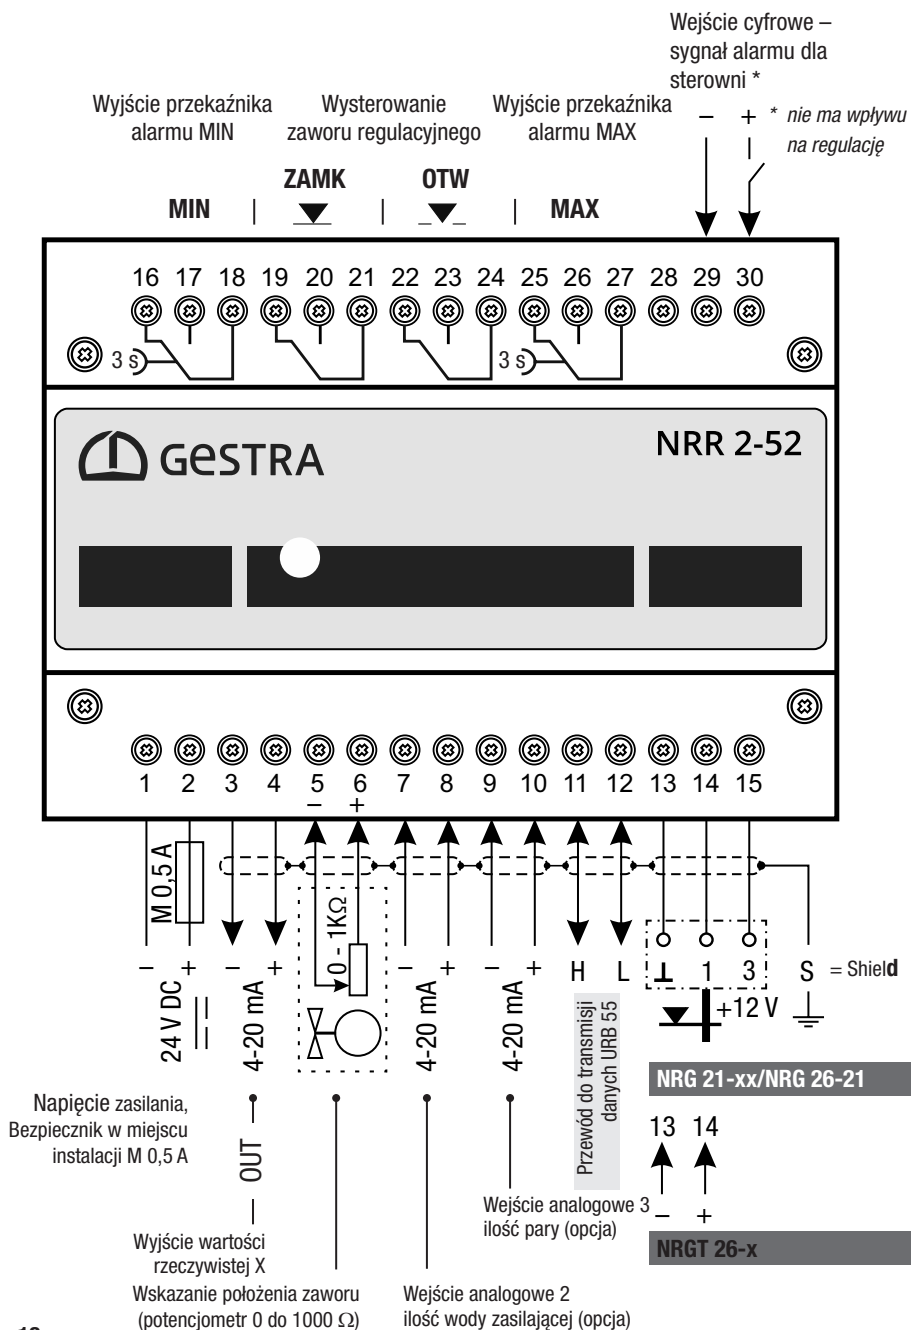 Wejście cyfrowe –
sygnał alarmu dla
sterowni *
Wyjście przekaźnika
alarmu MIN
Wysterowanie
zaworu regulacyjnego
Wyjście przekaźnika
alarmu MAX
– + * nie ma wpływu
na regulację
ZAMK OTW
MIN | | | MAX
16 17 18 19 20 21 22 23 24 25 26 27 28 29 30
3 s 3 s
GESTRA
NRR 2-52
1 2 3 4 5 6 7 8 9 10 11 12 13 14 15
– +
M 0,5 A
0 - 1KΩ
– + – + – + – + H L ⊥ 1 3 S = Shield
24 V DC
4-20 mA
4-20 mA
4-20 mA
+12 V
Przewód do transmisji
danych URB 55
NRG 21-xx/NRG 26-21
Napięcie zasilania,
Bezpiecznik w miejscu
instalacji M 0,5 A
OUT
13 14
– +
NRGT 26-x
Wejście analogowe 3
ilość pary (opcja)
Wyjście wartości
rzeczywistej X
Wskazanie położenia zaworu
(potencjometr 0 do 1000 Ω)
Wejście analogowe 2
ilość wody zasilającej (opcja)